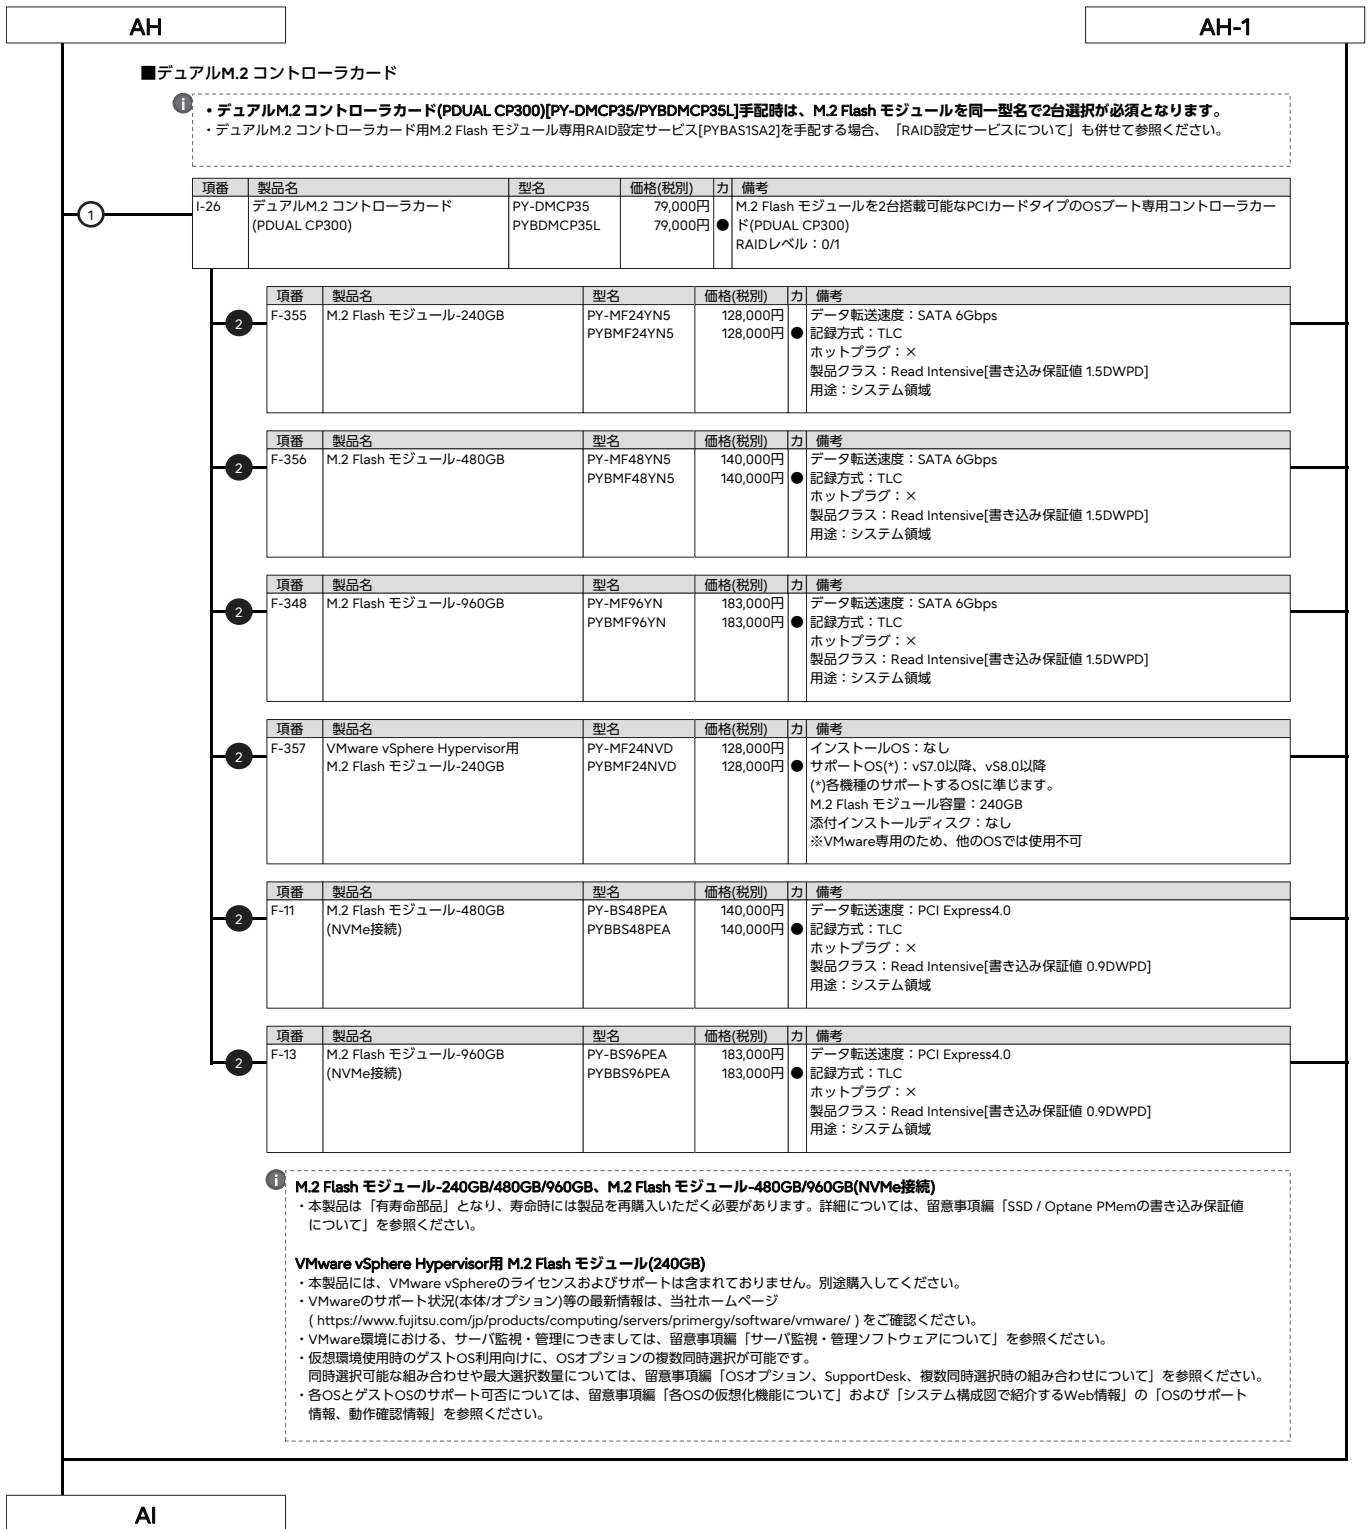 AH
AH-1
■デュアルM.2 コントローラカード
i
・デュアルM.2 コントローラカード(PDUAL CP300)[PY-DMCP35/PYBDMCP35L]手配時は、M.2 Flash モジュールを同一型名で2台選択が必須となります。
・デュアルM.2 コントローラカード用M.2 Flash モジュール専用RAID設定サービス[PYBAS1SA2]を手配する場合、「RAID設定サービスについて」も併せて参照ください。
項番 製品名 型名 価格(税別) カ 備考
1 I-26 デュアルM.2 コントローラカード PY-DMCP35 79,000円 M.2 Flash モジュールを2台搭載可能なPCIカードタイプのOSブート専用コントローラカー
(PDUAL CP300) PYBDMCP35L 79,000円 ● ド(PDUAL CP300)
RAIDレベル：0/1
項番 製品名 型名 価格(税別) カ 備考
2 F-355 M.2 Flash モジュール-240GB PY-MF24YN5 128,000円 データ転送速度：SATA 6Gbps
PYBMF24YN5 128,000円 ● 記録方式：TLC
ホットプラグ：×
製品クラス：Read Intensive[書き込み保証値 1.5DWPD]
用途：システム領域
項番 製品名 型名 価格(税別) カ 備考
2 F-356 M.2 Flash モジュール-480GB PY-MF48YN5 140,000円 データ転送速度：SATA 6Gbps
PYBMF48YN5 140,000円 ● 記録方式：TLC
ホットプラグ：×
製品クラス：Read Intensive[書き込み保証値 1.5DWPD]
用途：システム領域
項番 製品名 型名 価格(税別) カ 備考
2 F-348 M.2 Flash モジュール-960GB PY-MF96YN 183,000円 データ転送速度：SATA 6Gbps
PYBMF96YN 183,000円 ● 記録方式：TLC
ホットプラグ：×
製品クラス：Read Intensive[書き込み保証値 1.5DWPD]
用途：システム領域
項番 製品名 型名 価格(税別) カ 備考
2 F-357 VMware vSphere Hypervisor用 PY-MF24NVD 128,000円 インストールOS：なし
M.2 Flash モジュール-240GB PYBMF24NVD 128,000円 ● サポートOS(*)：vS7.0以降、vS8.0以降
(*)各機種のサポートするOSに準じます。
M.2 Flash モジュール容量：240GB
添付インストールディスク：なし
※VMware専用のため、他のOSでは使用不可
項番 製品名 型名 価格(税別) カ 備考
2 F-11 M.2 Flash モジュール-480GB PY-BS48PEA 140,000円 データ転送速度：PCI Express4.0
(NVMe接続) PYBBS48PEA 140,000円 ● 記録方式：TLC
ホットプラグ：×
製品クラス：Read Intensive[書き込み保証値 0.9DWPD]
用途：システム領域
項番 製品名 型名 価格(税別) カ 備考
2 F-13 M.2 Flash モジュール-960GB PY-BS96PEA 183,000円 データ転送速度：PCI Express4.0
(NVMe接続) PYBBS96PEA 183,000円 ● 記録方式：TLC
ホットプラグ：×
製品クラス：Read Intensive[書き込み保証値 0.9DWPD]
用途：システム領域
i
M.2 Flash モジュール-240GB/480GB/960GB、M.2 Flash モジュール-480GB/960GB(NVMe接続)
・本製品は「有寿命部品」となり、寿命時には製品を再購入いただく必要があります。詳細については、留意事項編「SSD / Optane PMemの書き込み保証値
について」を参照ください。
VMware vSphere Hypervisor用 M.2 Flash モジュール(240GB)
・本製品には、VMware vSphereのライセンスおよびサポートは含まれておりません。別途購入してください。
・VMwareのサポート状況(本体/オプション)等の最新情報は、当社ホームページ
( https://www.fujitsu.com/jp/products/computing/servers/primergy/software/vmware/ ) をご確認ください。
・VMware環境における、サーバ監視・管理につきましては、留意事項編「サーバ監視・管理ソフトウェアについて」を参照ください。
・仮想環境使用時のゲストOS利用向けに、OSオプションの複数同時選択が可能です。
同時選択可能な組み合わせや最大選択数量については、留意事項編「OSオプション、SupportDesk、複数同時選択時の組み合わせについて」を参照ください。
・各OSとゲストOSのサポート可否については、留意事項編「各OSの仮想化機能について」および「システム構成図で紹介するWeb情報」の「OSのサポート
情報、動作確認情報」を参照ください。
AI